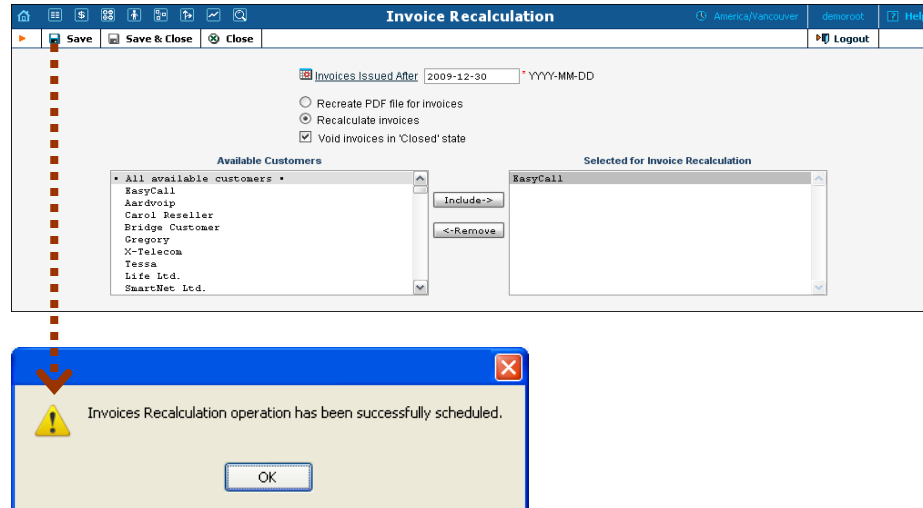 Invoice Recalculation
America/Vancouver
demoroot
? Help
Save
Save & Close
Close
Logout
Invoices Issued After 2009-12-30 * YYYY-MM-DD
Recreate PDF file for invoices
Recalculate invoices
Void invoices in 'Closed' state
Available Customers
Selected for Invoice Recalculation
▪ All available customers ▪
EasyCall
Aardvoip
Carol Reseller
Bridge Customer
Gregory
X-Telecom
Tessa
Life Ltd.
SmartNet Ltd.
Include->
<-Remove
EasyCall
Invoices Recalculation operation has been successfully scheduled.
OK